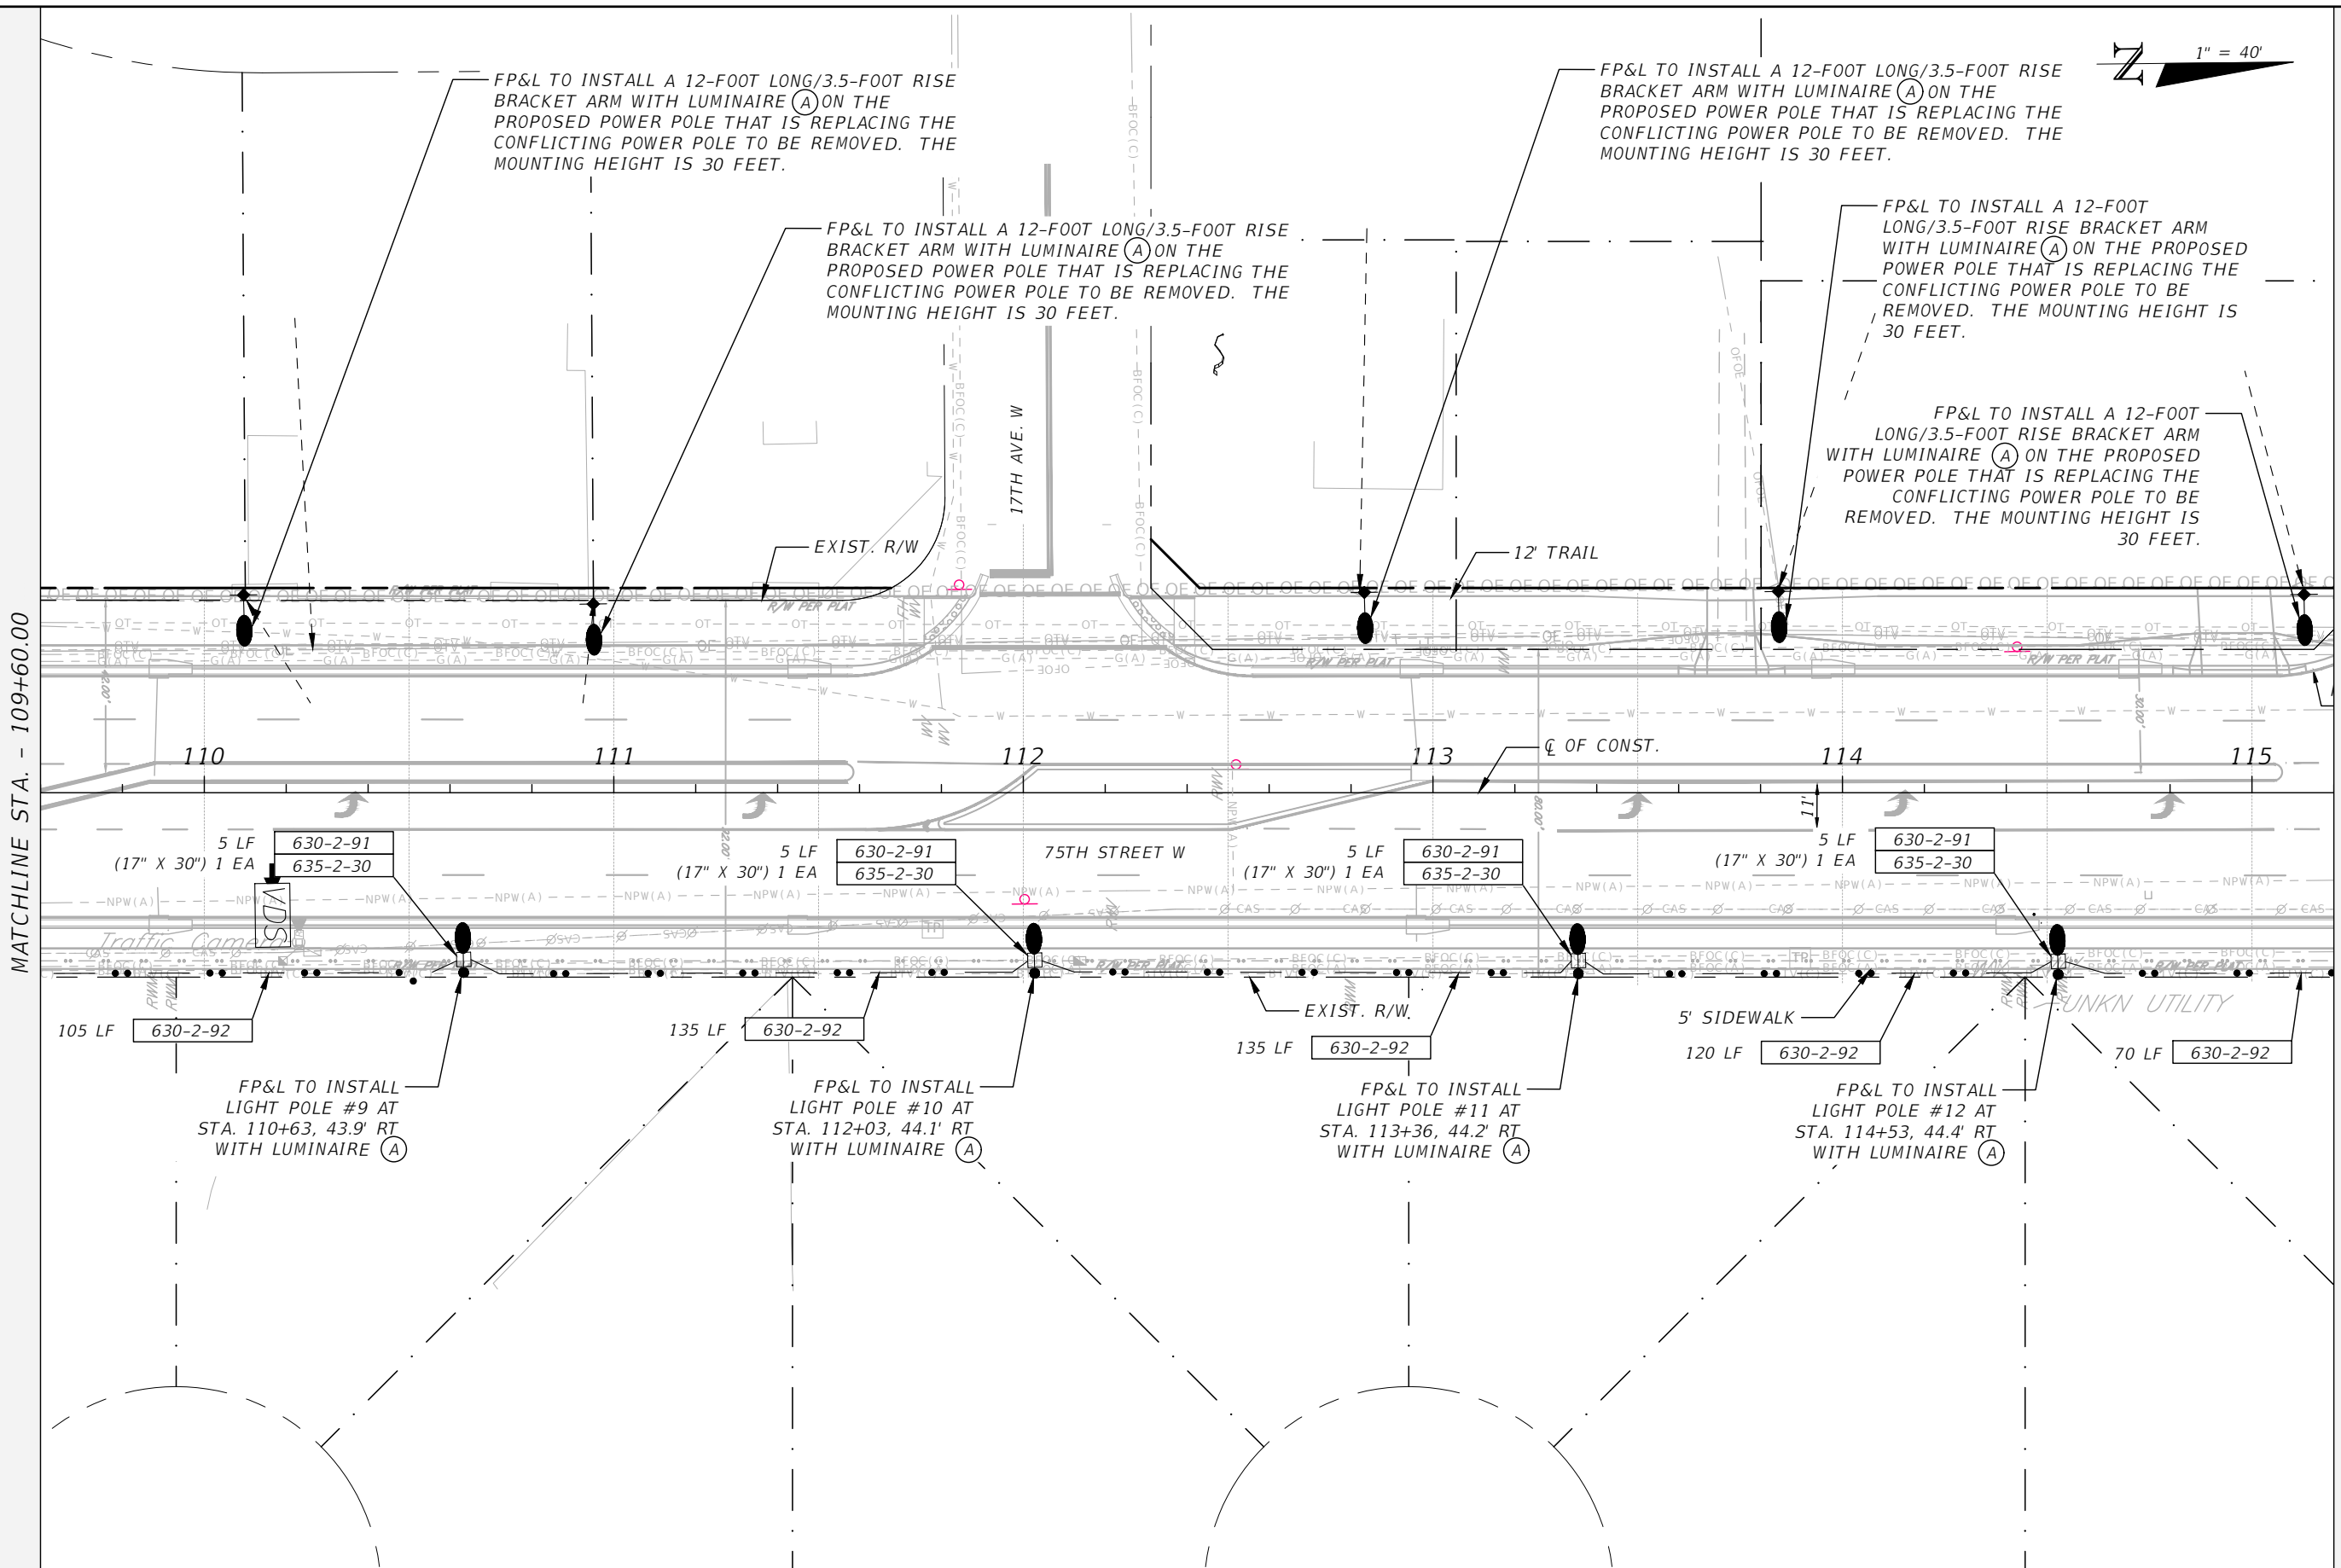 1" = 40'
N
FP&L TO INSTALL A 12-FOOT LONG/3.5-FOOT RISE
BRACKET ARM WITH LUMINAIRE A ON THE
PROPOSED POWER POLE THAT IS REPLACING THE
CONFLICTING POWER POLE TO BE REMOVED. THE
MOUNTING HEIGHT IS 30 FEET.
FP&L TO INSTALL A 12-FOOT LONG/3.5-FOOT RISE
BRACKET ARM WITH LUMINAIRE A ON THE
PROPOSED POWER POLE THAT IS REPLACING THE
CONFLICTING POWER POLE TO BE REMOVED. THE
MOUNTING HEIGHT IS 30 FEET.
FP&L TO INSTALL A 12-FOOT LONG/3.5-FOOT RISE
BRACKET ARM WITH LUMINAIRE A ON THE
PROPOSED POWER POLE THAT IS REPLACING THE
CONFLICTING POWER POLE TO BE REMOVED. THE
MOUNTING HEIGHT IS 30 FEET.
FP&L TO INSTALL A 12-FOOT
LONG/3.5-FOOT RISE BRACKET ARM
WITH LUMINAIRE A ON THE PROPOSED
POWER POLE THAT IS REPLACING THE
CONFLICTING POWER POLE TO BE
REMOVED. THE MOUNTING HEIGHT IS
30 FEET.
FP&L TO INSTALL A 12-FOOT
LONG/3.5-FOOT RISE BRACKET ARM
WITH LUMINAIRE A ON THE PROPOSED
POWER POLE THAT IS REPLACING THE
CONFLICTING POWER POLE TO BE
REMOVED. THE MOUNTING HEIGHT IS
30 FEET.
17TH AVE. W
EXIST. R/W
12' TRAIL
R/W PER PLAT
R/W PER PLAT
R/W PER PLAT
R/W PER PLAT
MATCHLINE STA. - 109+60.00
110
111
112
113
114
115
℄ OF CONST.
11'
75TH STREET W
5 LF 630-2-91
(17" X 30") 1 EA 635-2-30
5 LF 630-2-91
(17" X 30") 1 EA 635-2-30
5 LF 630-2-91
(17" X 30") 1 EA 635-2-30
5 LF 630-2-91
(17" X 30") 1 EA 635-2-30
VDS
Traffic Camera
105 LF 630-2-92
135 LF 630-2-92
EXIST. R/W
135 LF 630-2-92
5' SIDEWALK
120 LF 630-2-92
UNKN UTILITY
70 LF 630-2-92
FP&L TO INSTALL
LIGHT POLE #9 AT
STA. 110+63, 43.9' RT
WITH LUMINAIRE A
FP&L TO INSTALL
LIGHT POLE #10 AT
STA. 112+03, 44.1' RT
WITH LUMINAIRE A
FP&L TO INSTALL
LIGHT POLE #11 AT
STA. 113+36, 44.2' RT
WITH LUMINAIRE A
FP&L TO INSTALL
LIGHT POLE #12 AT
STA. 114+53, 44.4' RT
WITH LUMINAIRE A